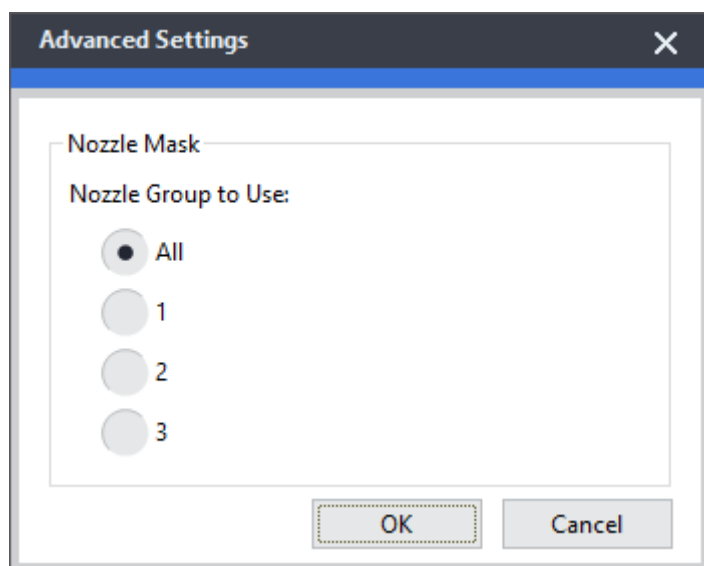 Advanced Settings
Nozzle Mask
Nozzle Group to Use:
All
1
2
3
OK Cancel